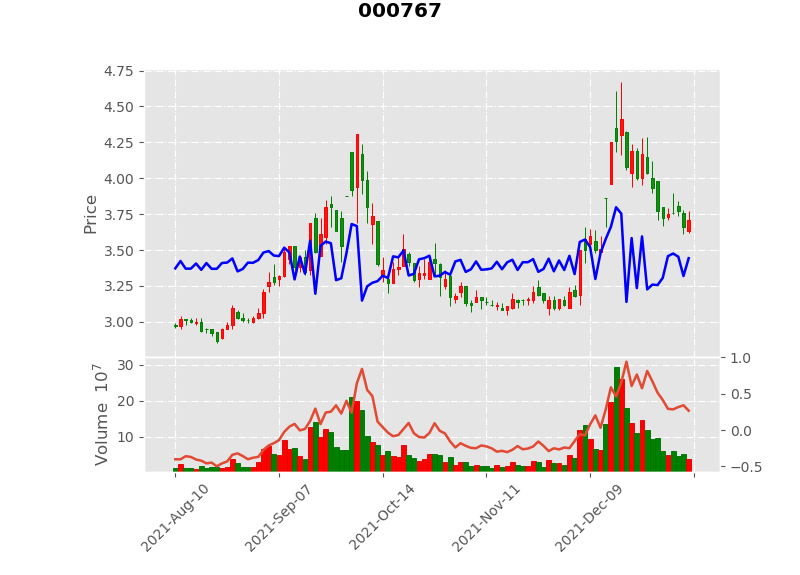 000767
4.75
4.50
4.25
4.00
3.75
3.50
3.25
3.00
Price
30
20
10
Volume 10^7
1.0
0.5
0.0
−0.5
2021-Aug-10
2021-Sep-07
2021-Oct-14
2021-Nov-11
2021-Dec-09